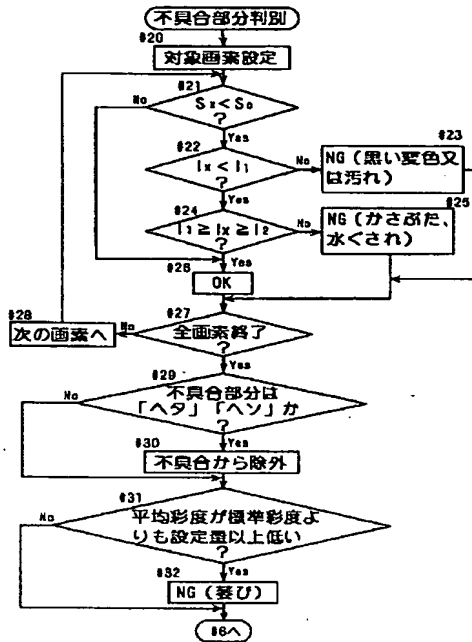 不具合部分判別
#20
対象画素設定
#21
No
Sx<So
?
Yes
#22
Ix<I1
?
No
Yes
#23
NG(黒い変色又
は汚れ)
#24
I3≧Ix≧I2
?
No
Yes
#25
NG(かさぶた、
水ぐされ)
#26
OK
#27
全画素終了
?
No
Yes
#28
次の画素へ
#29
No
不具合部分は
「ヘタ」「ヘソ」か
?
Yes
#30
不具合から除外
#31
No
平均彩度が標準彩度よ
りも設定量以上低い
?
Yes
#32
NG(萎び)
#6へ